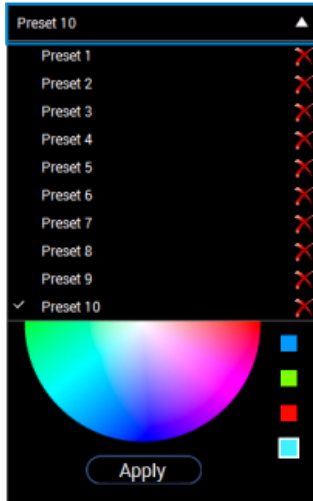 Preset 10
Preset 1
Preset 2
Preset 3
Preset 4
Preset 5
Preset 6
Preset 7
Preset 8
Preset 9
Preset 10
Apply